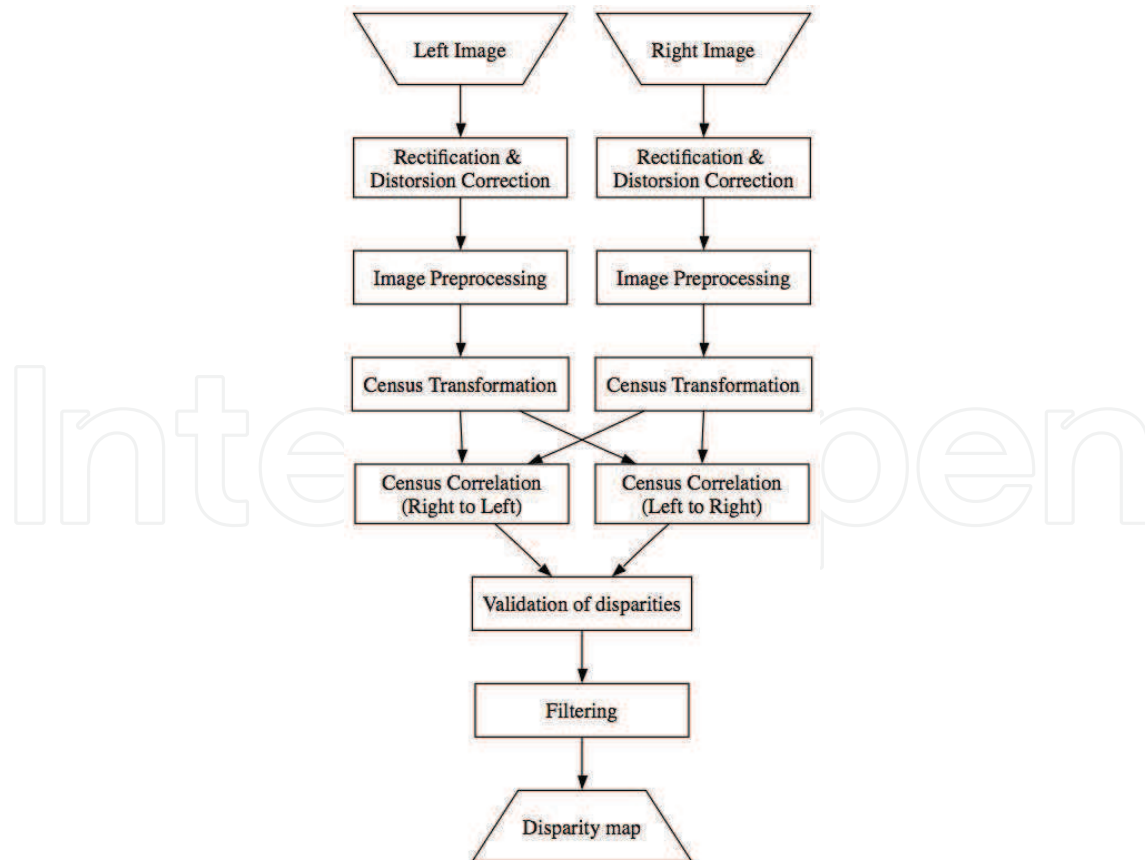 Left Image
Right Image
Rectification &
Distorsion Correction
Rectification &
Distorsion Correction
Image Preprocessing
Image Preprocessing
Census Transformation
Census Transformation
Census Correlation
(Right to Left)
Census Correlation
(Left to Right)
Validation of disparities
Filtering
Disparity map